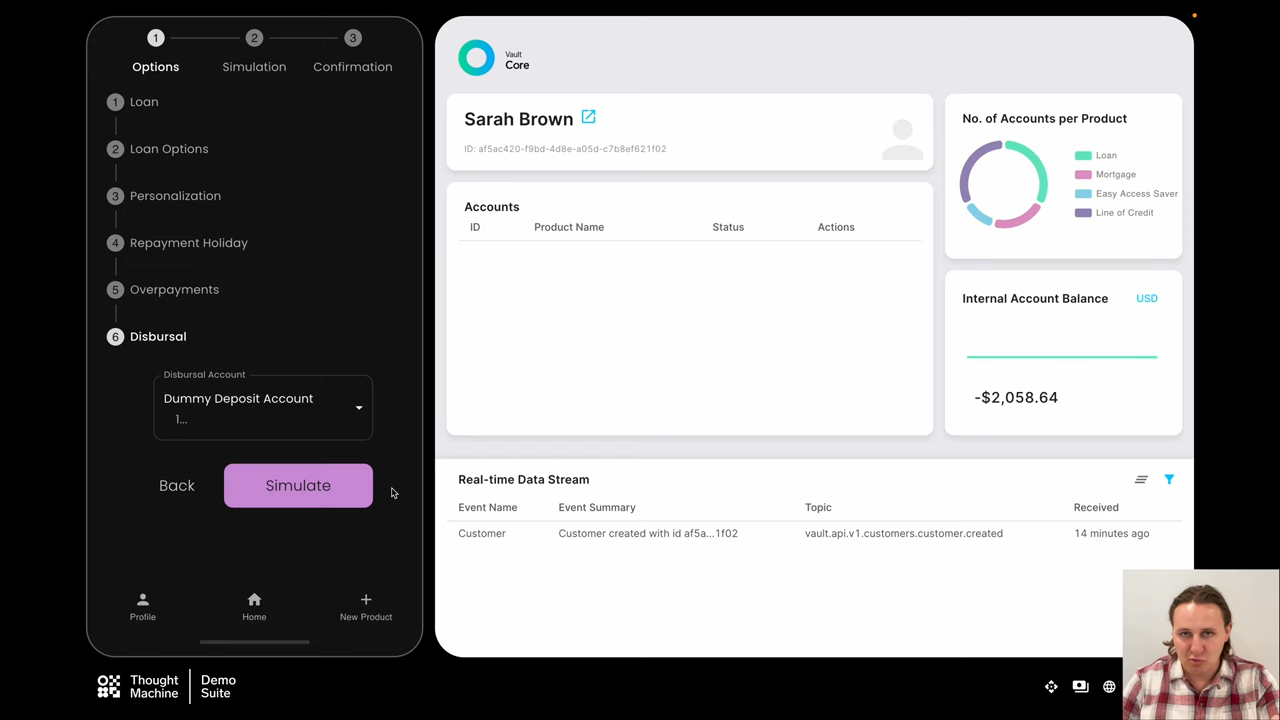 1 2 3
Options Simulation Confirmation
1 Loan
2 Loan Options
3 Personalization
4 Repayment Holiday
5 Overpayments
6 Disbursal
Disbursal Account
Dummy Deposit Account
1...
Back Simulate
Profile Home New Product
Thought Machine
Demo Suite
Vault
Core
Sarah Brown
ID: af5ac420-f9bd-4d8e-a05d-c7b8ef621f02
Accounts
ID Product Name Status Actions
No. of Accounts per Product
Loan
Mortgage
Easy Access Saver
Line of Credit
Internal Account Balance USD
-$2,058.64
Real-time Data Stream
Event Name Event Summary Topic Received
Customer Customer created with id af5a...1f02 vault.api.v1.customers.customer.created 14 minutes ago